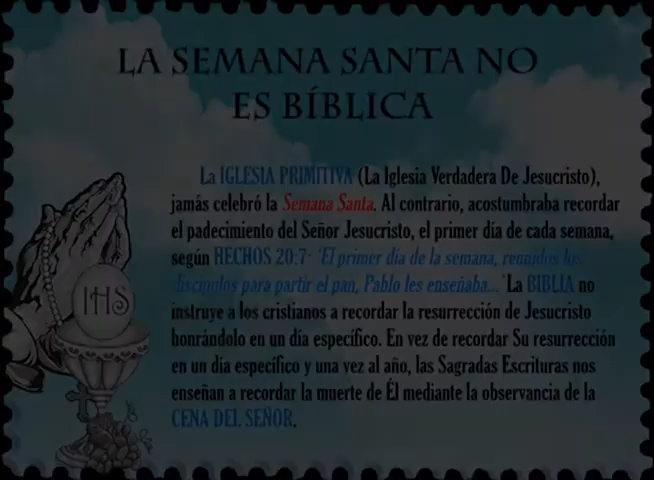 LA SEMANA SANTA NO
ES BÍBLICA
La IGLESIA PRIMITIVA (La Iglesia Verdadera De Jesucristo),
jamás celebró la Semana Santa. Al contrario, acostumbraba recordar
el padecimiento del Señor Jesucristo, el primer día de cada semana,
según HECHOS 20:7- "El primer día de la semana, reunidos los
discípulos para partir el pan, Pablo les enseñaba... "La BIBLIA no
instruye a los cristianos a recordar la resurrección de Jesucristo
honrándolo en un día específico. En vez de recordar Su resurrección
en un día específico y una vez al año, las Sagradas Escrituras nos
enseñan a recordar la muerte de Él mediante la observancia de la
CENA DEL SEÑOR.
IHS